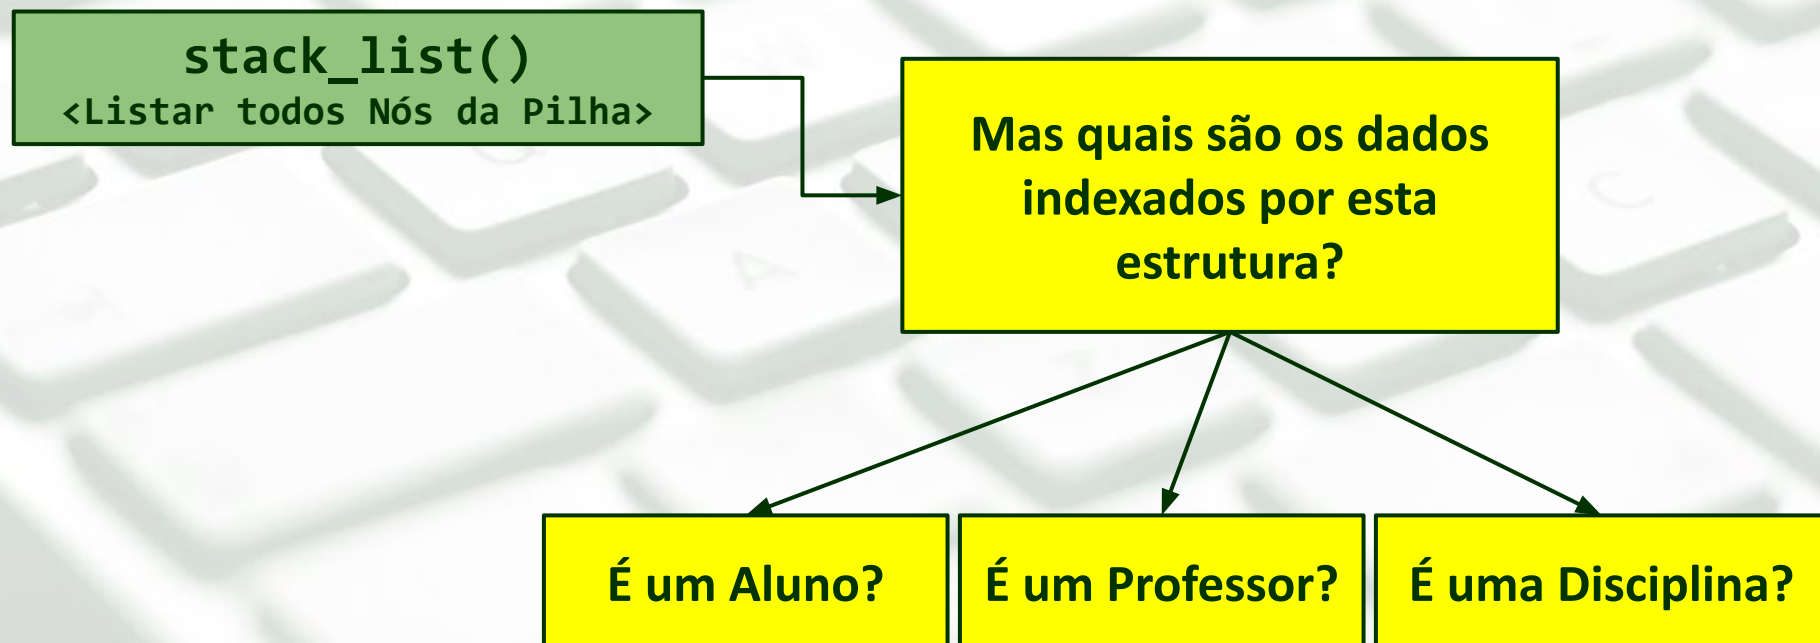 stack_list()
<Listar todos Nós da Pilha>
Mas quais são os dados
indexados por esta
estrutura?
É um Aluno?
É um Professor?
É uma Disciplina?